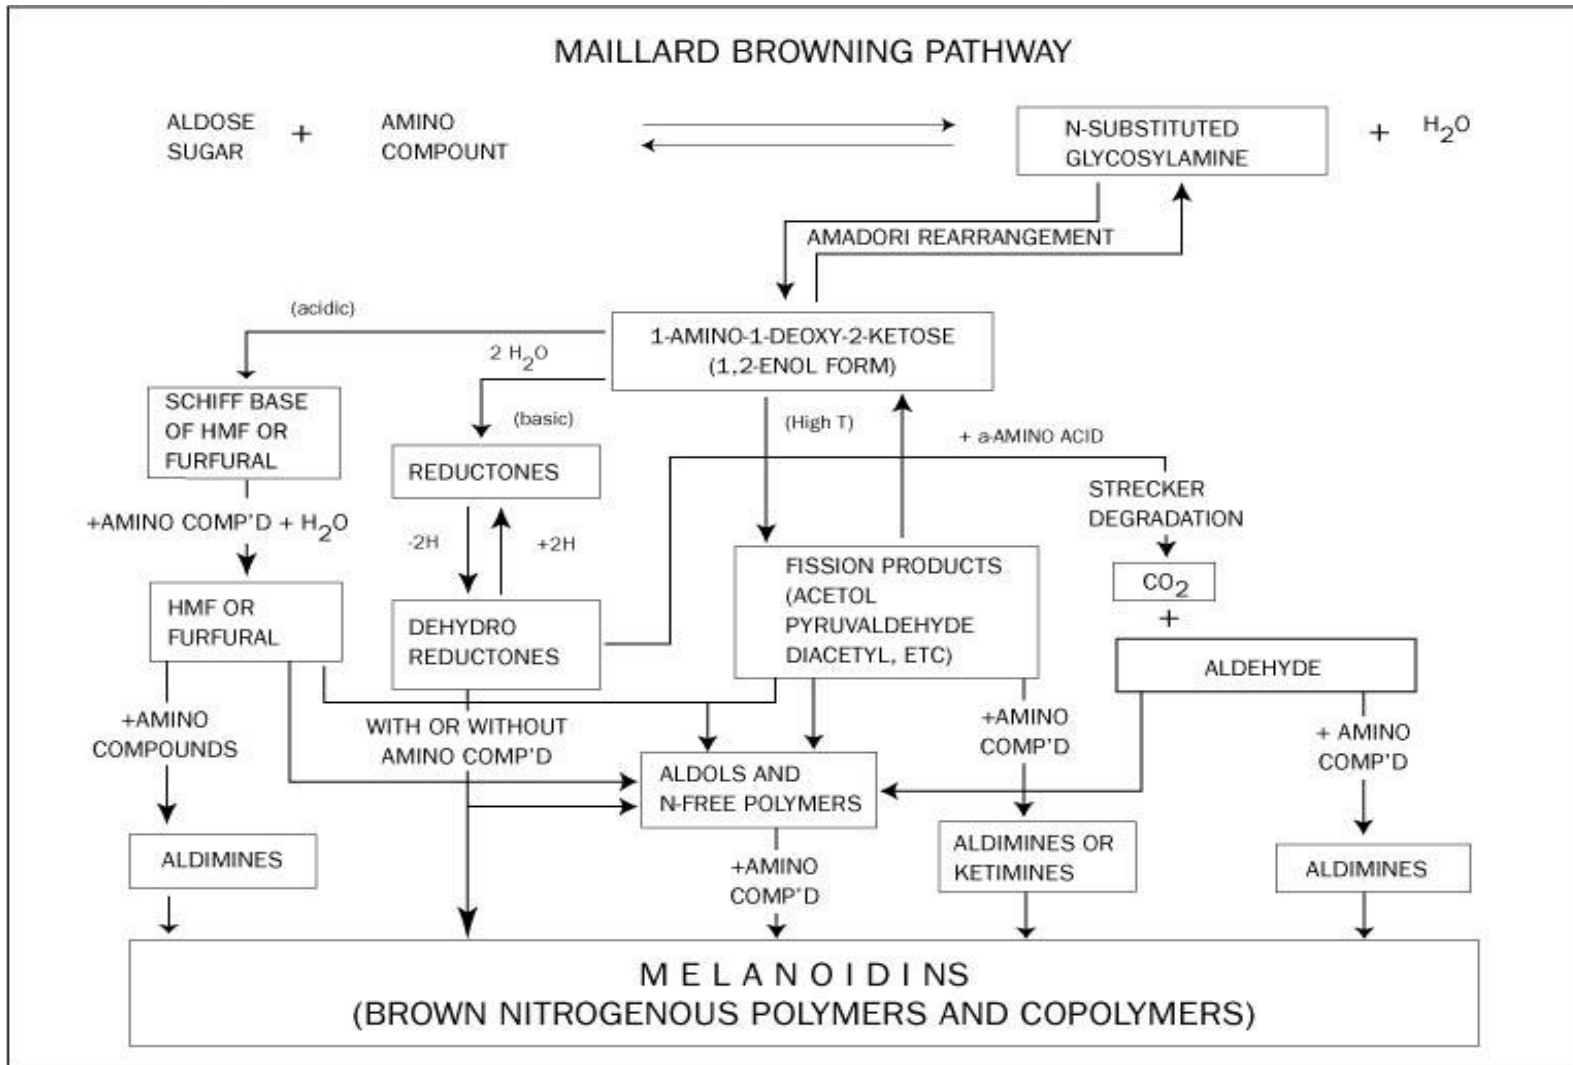 MAILLARD BROWNING PATHWAY
ALDOSE
SUGAR
+
AMINO
COMPOUNT
N-SUBSTITUTED
GLYCOSYLAMINE
+
H2O
AMADORI REARRANGEMENT
(acidic)
1-AMINO-1-DEOXY-2-KETOSE
(1,2-ENOL FORM)
2 H2O
(basic)
(High T)
+ a-AMINO ACID
SCHIFF BASE
OF HMF OR
FURFURAL
REDUCTONES
STRECKER
DEGRADATION
+AMINO COMP'D + H2O
-2H
+2H
FISSION PRODUCTS
(ACETOL
PYRUVALDEHYDE
DIACETYL, ETC)
CO2
+
HMF OR
FURFURAL
DEHYDRO
REDUCTONES
ALDEHYDE
+AMINO
COMPOUNDS
WITH OR WITHOUT
AMINO COMP'D
+AMINO
COMP'D
+ AMINO
COMP'D
ALDOLS AND
N-FREE POLYMERS
ALDIMINES
+AMINO
COMP'D
ALDIMINES OR
KETIMINES
ALDIMINES
MELANOIDINS
(BROWN NITROGENOUS POLYMERS AND COPOLYMERS)